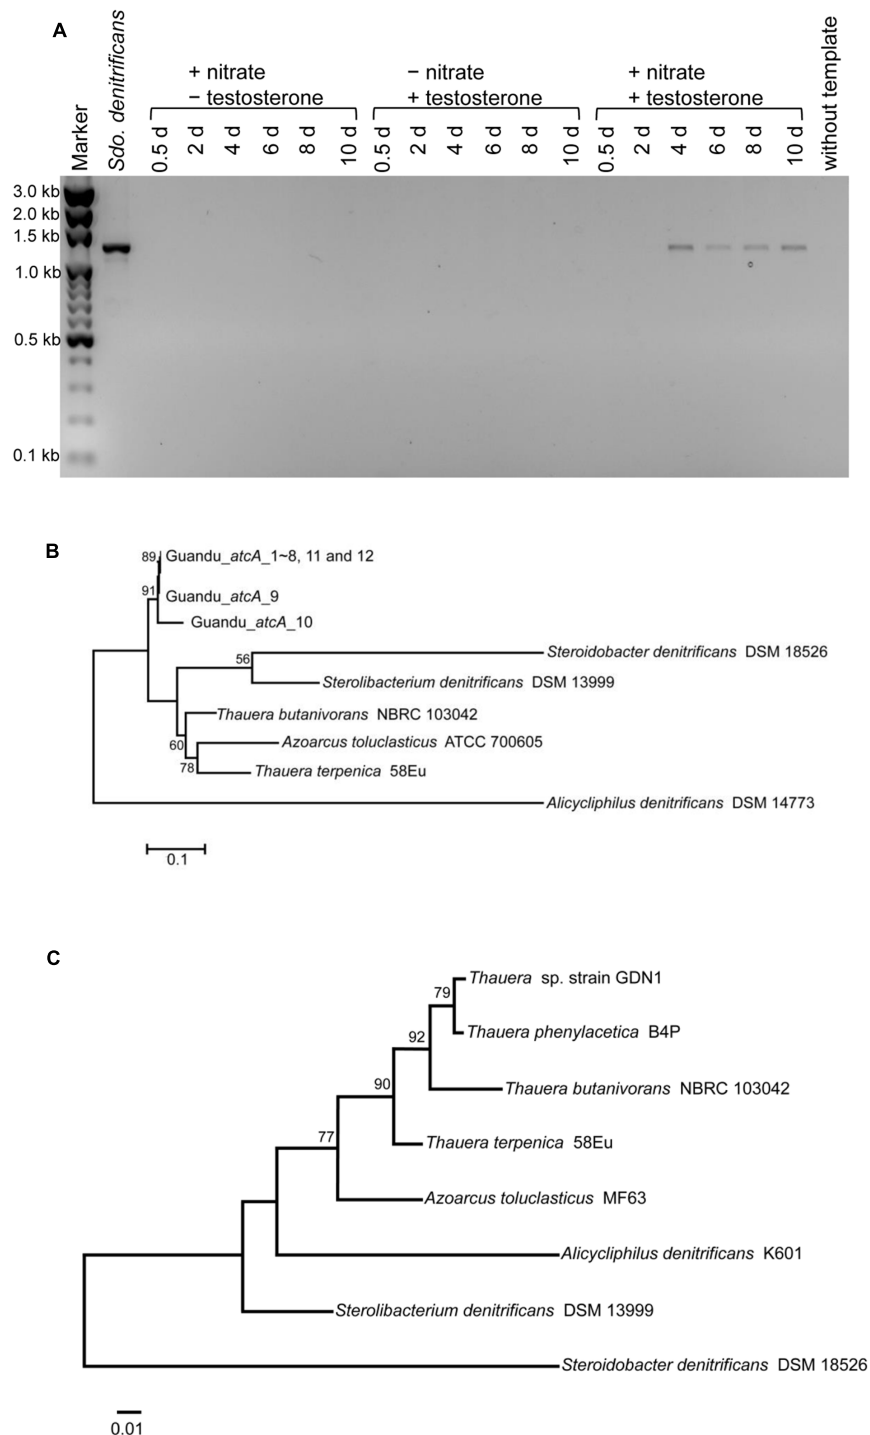 A
Marker
Sdo. denitrificans
+ nitrate
− testosterone
− nitrate
+ testosterone
+ nitrate
+ testosterone
without template
0.5 d 2 d 4 d 6 d 8 d 10 d 0.5 d 2 d 4 d 6 d 8 d 10 d 0.5 d 2 d 4 d 6 d 8 d 10 d
3.0 kb
2.0 kb
1.5 kb
1.0 kb
0.5 kb
0.1 kb
B
89 Guandu_atcA_1~8, 11 and 12
91 Guandu_atcA_9
Guandu_atcA_10
Steroidobacter denitrificans DSM 18526
56
Sterolibacterium denitrificans DSM 13999
Thauera butanivorans NBRC 103042
60 Azoarcus toluclasticus ATCC 700605
78 Thauera terpenica 58Eu
Alicycliphilus denitrificans DSM 14773
0.1
C
Thauera sp. strain GDN1
79
Thauera phenylacetica B4P
92
Thauera butanivorans NBRC 103042
90
Thauera terpenica 58Eu
77
Azoarcus toluclasticus MF63
Alicycliphilus denitrificans K601
Sterolibacterium denitrificans DSM 13999
Steroidobacter denitrificans DSM 18526
0.01